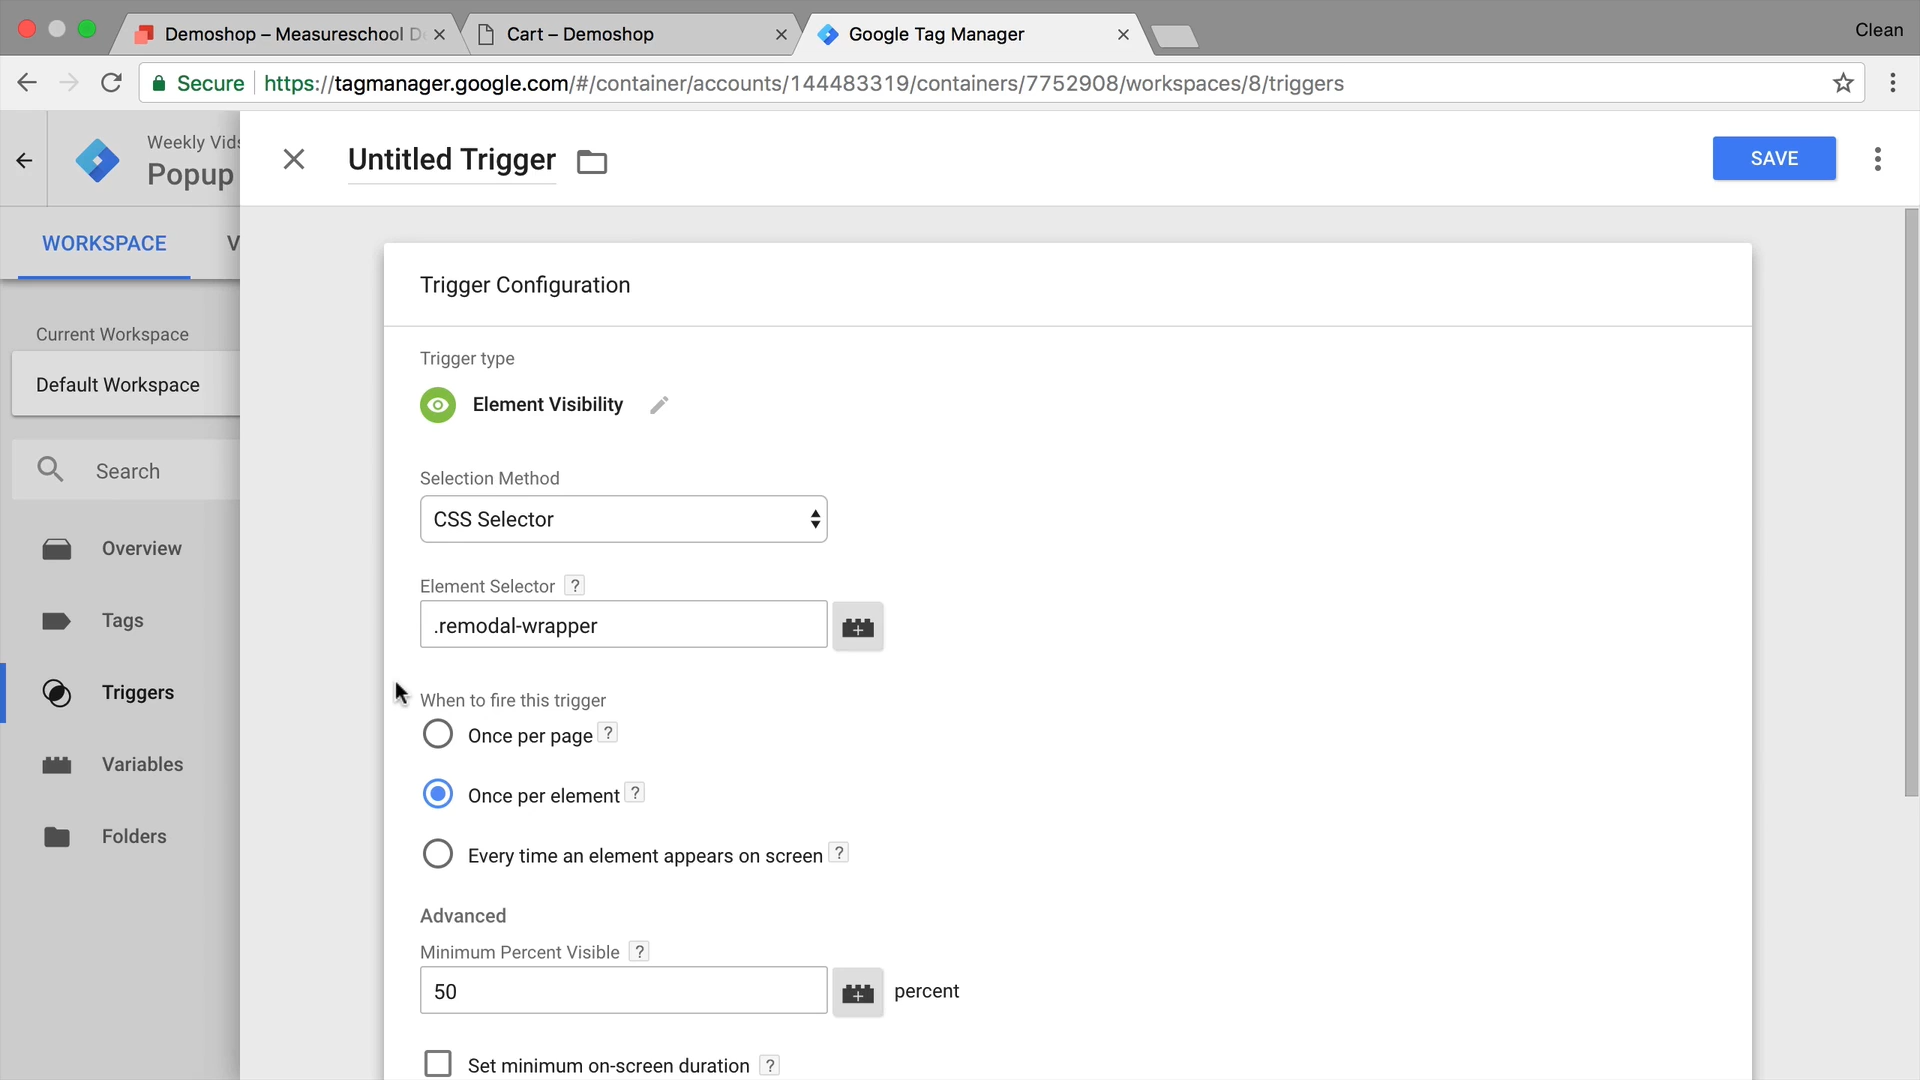 Demoshop – Measureschool D
Cart – Demoshop
Google Tag Manager
Clean
Secure
https://tagmanager.google.com/#/container/accounts/144483319/containers/7752908/workspaces/8/triggers
Weekly Vids
Popup
Untitled Trigger
SAVE
WORKSPACE
V
Trigger Configuration
Current Workspace
Default Workspace
Trigger type
Element Visibility
Search
Selection Method
CSS Selector
Overview
Element Selector ?
.remodal-wrapper
Tags
Triggers
When to fire this trigger
Once per page ?
Variables
Once per element ?
Folders
Every time an element appears on screen ?
Advanced
Minimum Percent Visible ?
50
percent
Set minimum on-screen duration ?